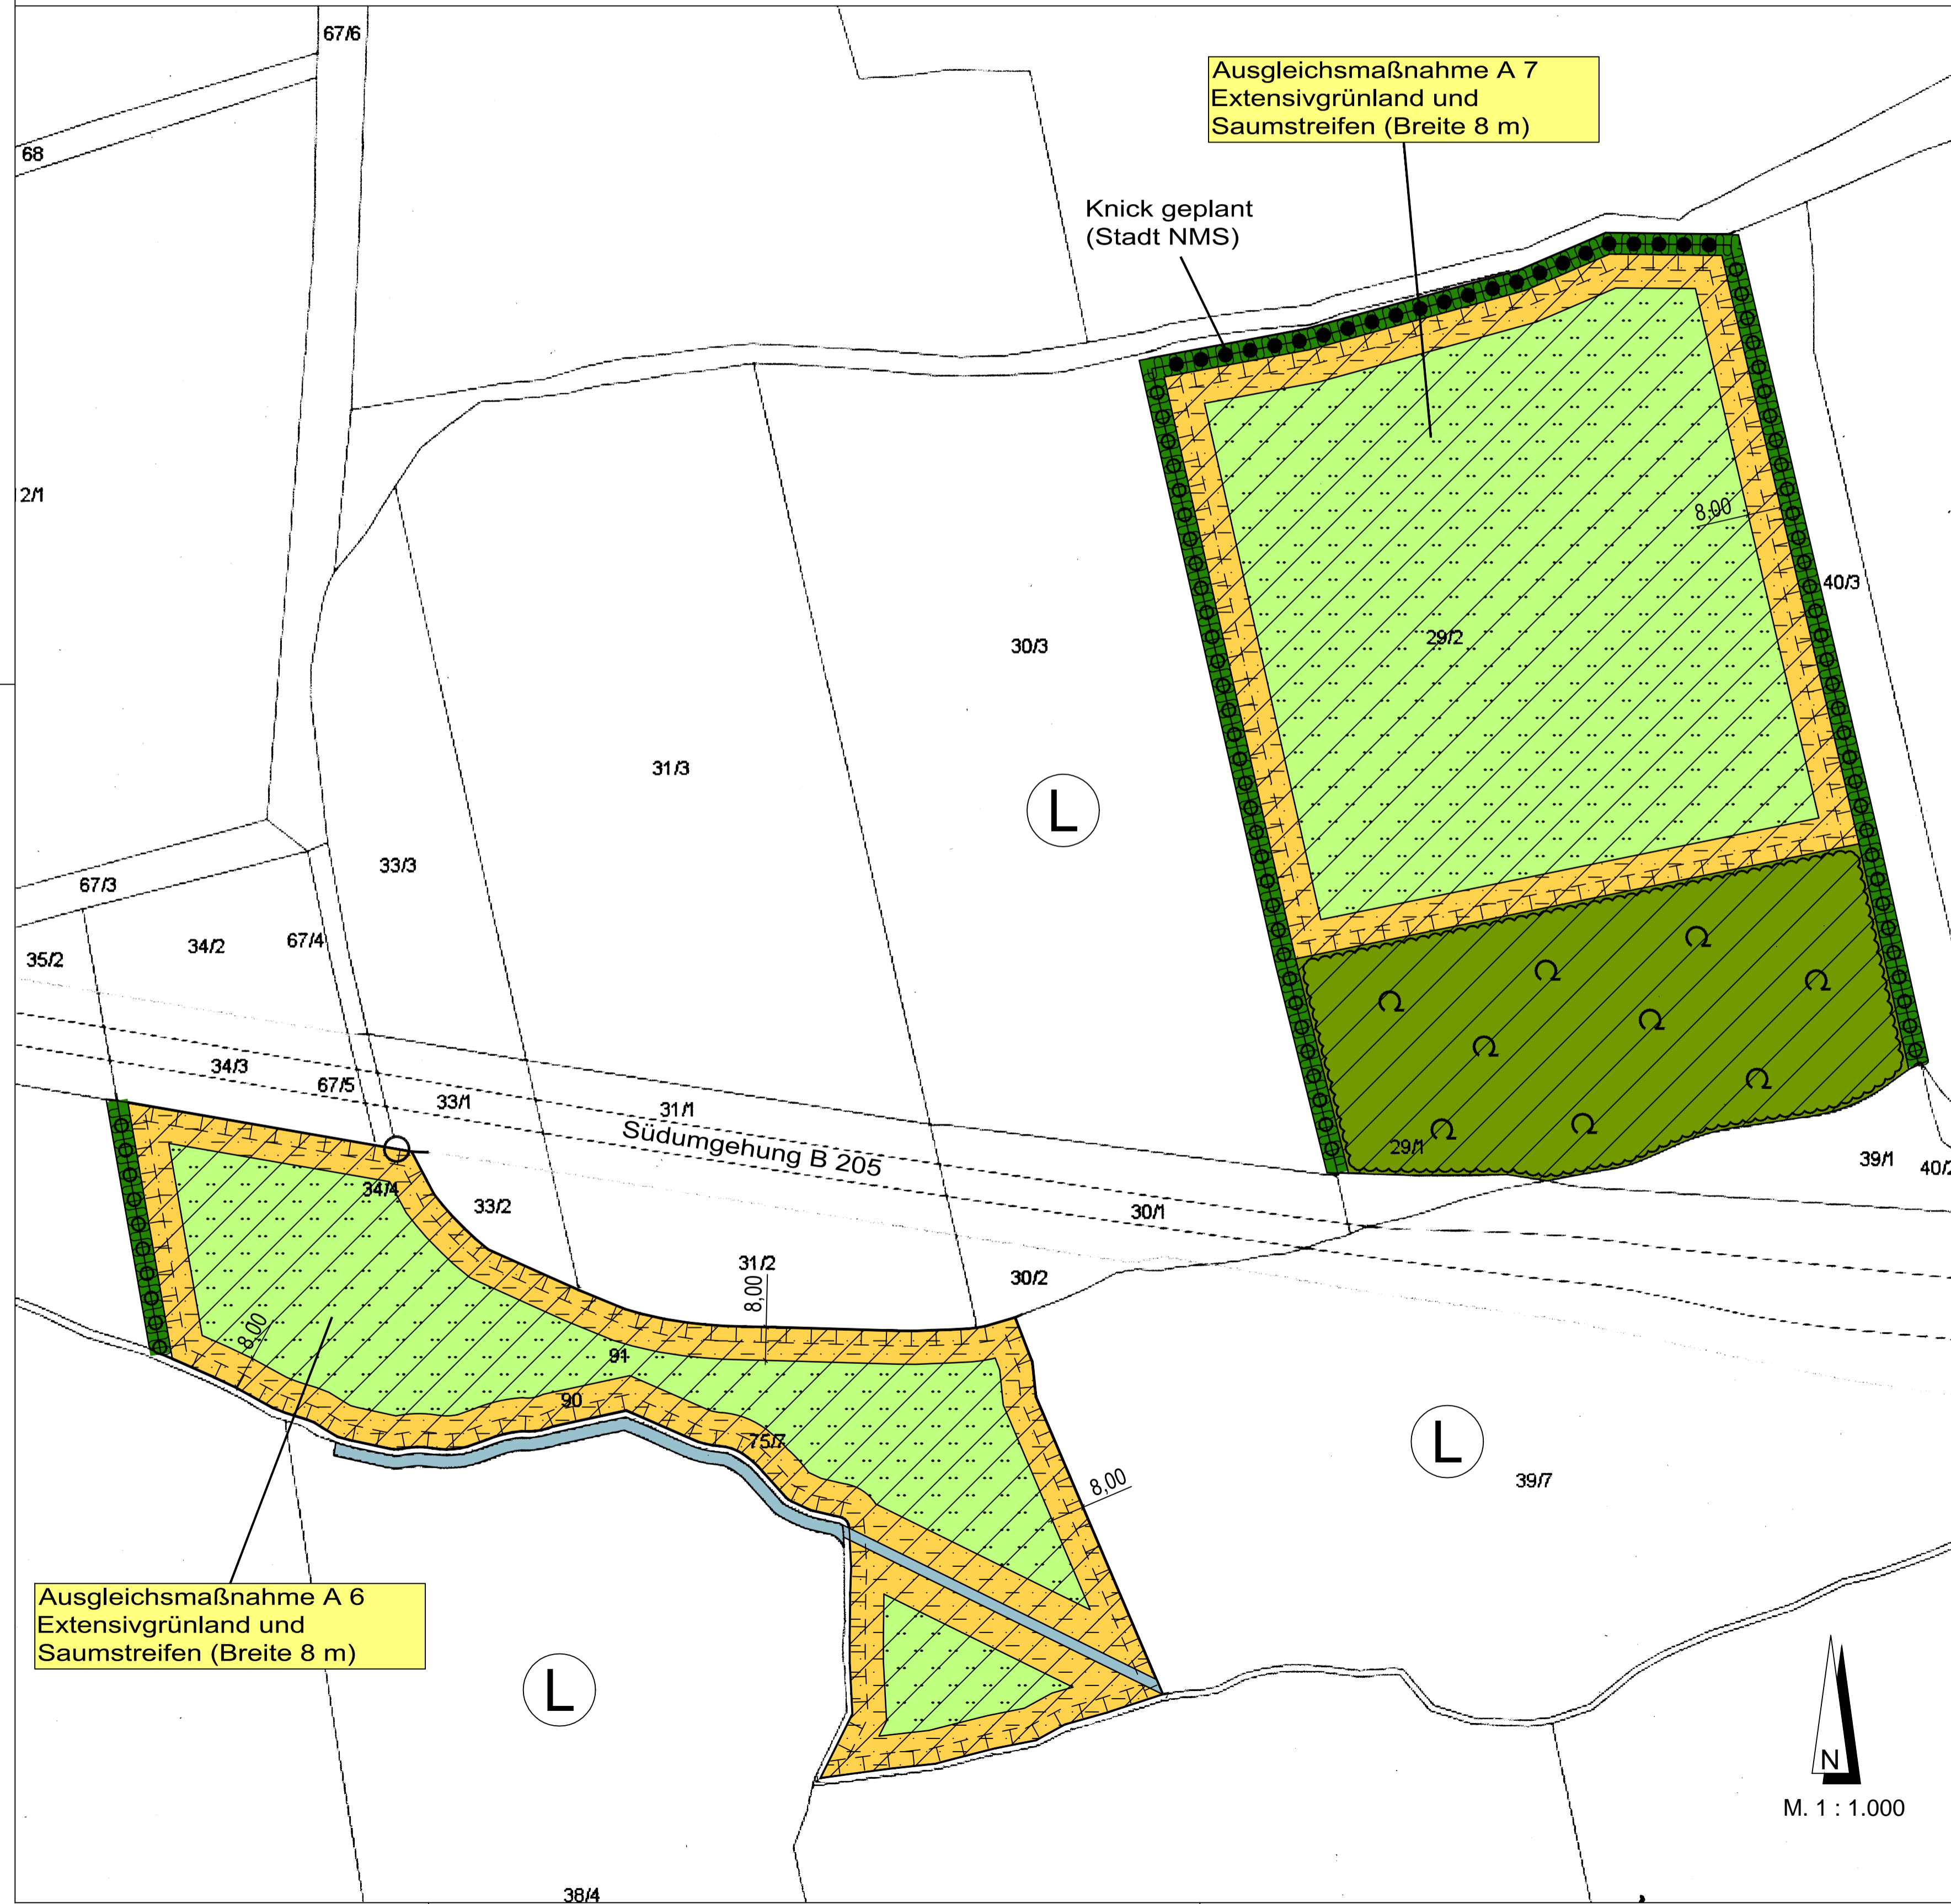 67/6
Ausgleichsmaßnahme A 7
Extensivgrünland und
Saumstreifen (Breite 8 m)
68
Knick geplant
(Stadt NMS)
2/1
8,00
40/3
29/2
30/3
31/3
L
33/3
67/3
34/2
67/4
35/2
34/3
67/5
33/1
31/1
Südumgehung B 205
29/1
39/1
34/4
33/2
30/1
31/2
30/2
8,00
8,00
91
90
75/7
L
8,00
39/7
Ausgleichsmaßnahme A 6
Extensivgrünland und
Saumstreifen (Breite 8 m)
L
N
M. 1 : 1.000
38/4